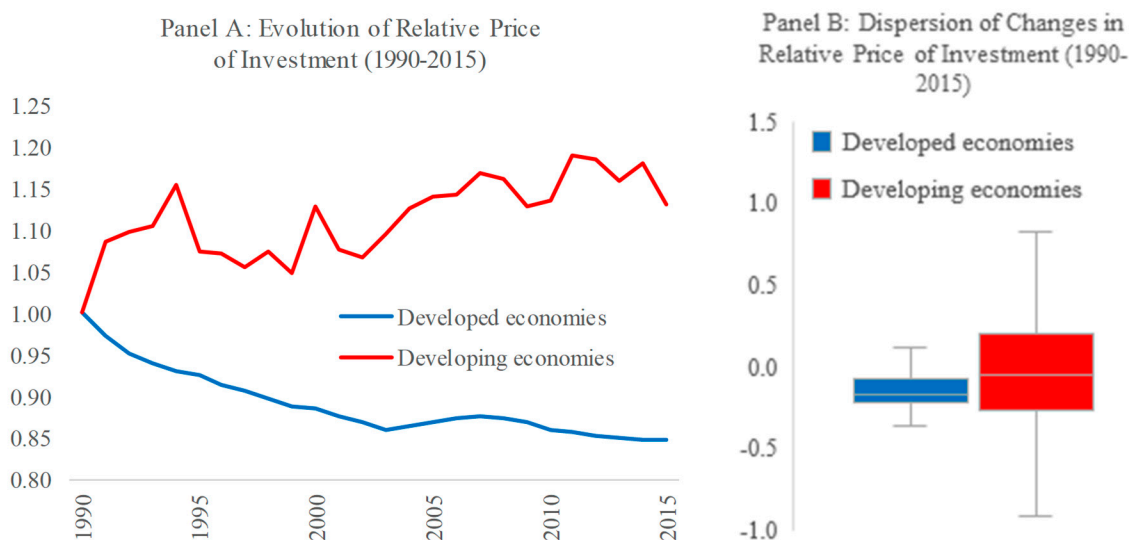 Panel A: Evolution of Relative Price
of Investment (1990-2015)
1.25
1.20
1.15
1.10
1.05
1.00
0.95
0.90
0.85
0.80
Developed economies
Developing economies
1990
1995
2000
2005
2010
2015
Panel B: Dispersion of Changes in
Relative Price of Investment (1990-
2015)
1.5
1.0
0.5
0.0
-0.5
-1.0
Developed economies
Developing economies